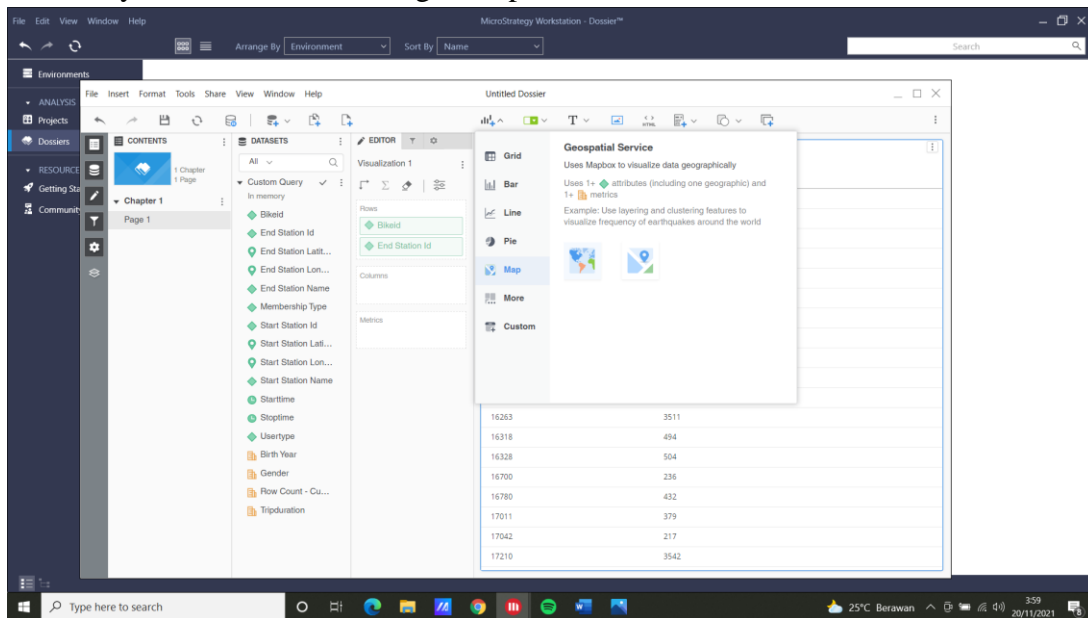 File Edit View Window Help
MicroStrategy Workstation - Dossier™
Arrange By Environment
Sort By Name
Search
Environments
ANALYSIS
Projects
Dossiers
RESOURCE
Getting Sta
Communit
File Insert Format Tools Share View Window Help
Untitled Dossier
T
HTML
CONTENTS
1 Chapter
1 Page
Chapter 1
Page 1
DATASETS
All
Custom Query
In memory
Bikeid
End Station Id
End Station Latit...
End Station Lon...
End Station Name
Membership Type
Start Station Id
Start Station Lati...
Start Station Lon...
Start Station Name
Starttime
Stoptime
Usertype
Birth Year
Gender
Row Count - Cu...
Tripduration
EDITOR
Visualization 1
Rows
Bikeid
End Station Id
Columns
Metrics
Grid
Bar
Line
Pie
Map
More
Custom
Geospatial Service
Uses Mapbox to visualize data geographically
Uses 1+ attributes (including one geographic) and
1+ metrics
Example: Use layering and clustering features to
visualize frequency of earthquakes around the world
16263 3511
16318 494
16328 504
16700 236
16780 432
17011 379
17042 217
17210 3542
Type here to search
25°C Berawan
3:59
20/11/2021